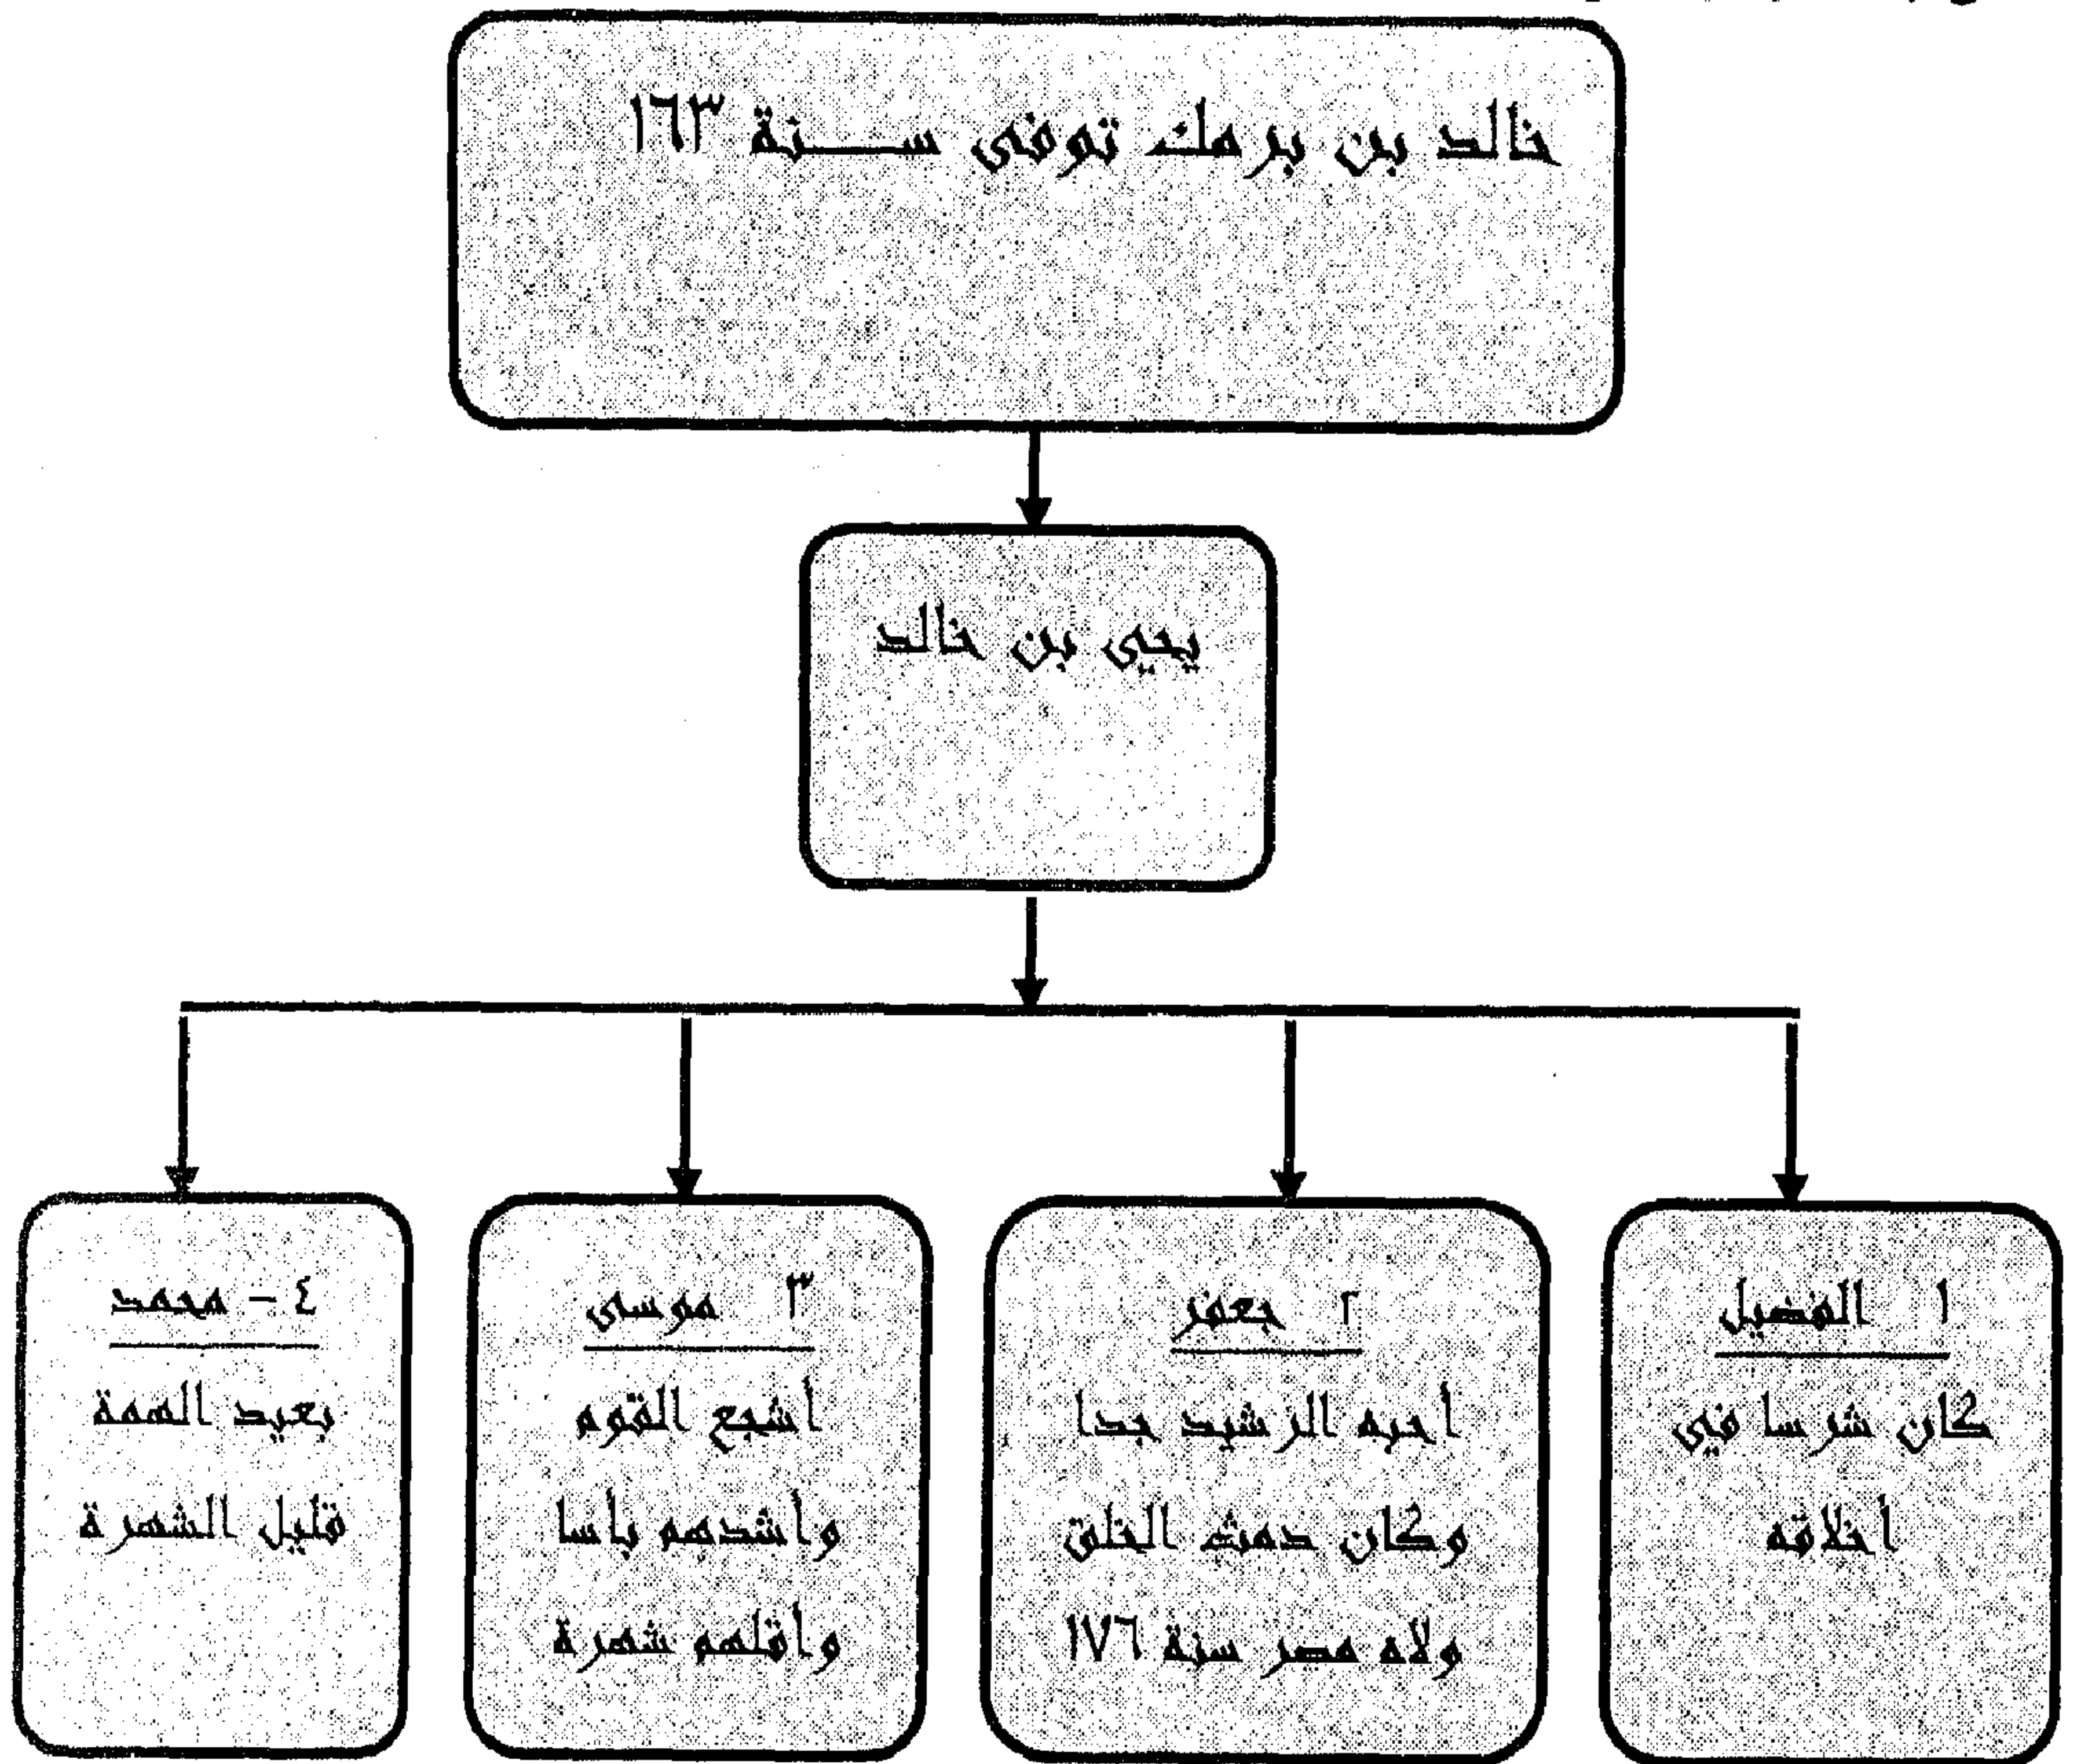 خالد بن برمك توفى سنة ١٦٣
يحيى بن خالد
١ الفضيل
كان شرسا في
أخلاقه
٢ جعفر
أحبه الرشيد جدا
وكان دمث الخلق
ولاه مصر سنة ١٧٦
٣ موسى
أشجع القوم
وأشدهم بأسا
وأقلهم شهرة
٤ - محمد
بعيد الهمة
قليل الشهرة